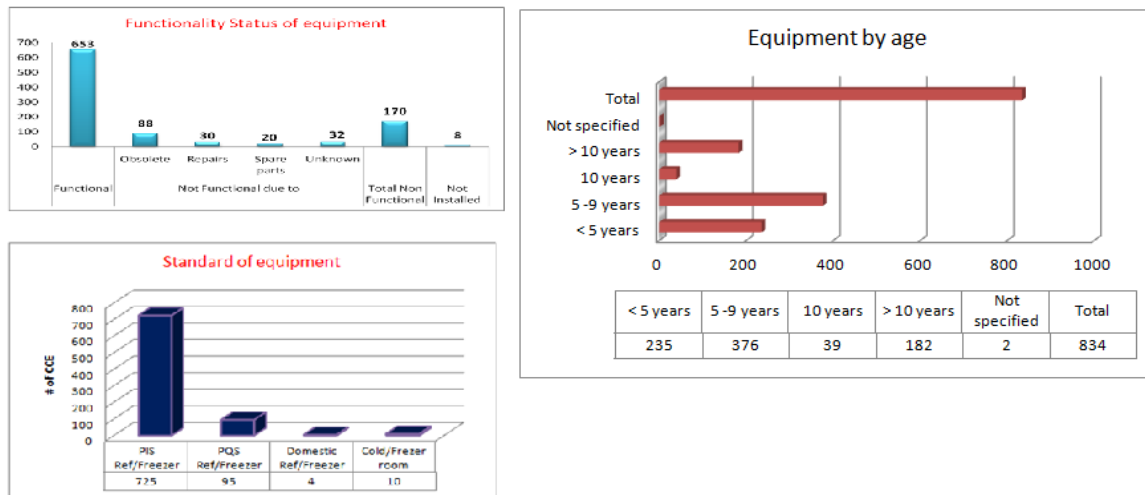 Functionality Status of equipment
700
600
500
400
300
200
100
0
653
88
30
20
32
170
8
Obsolete
Repairs
Spare
parts
Unknown
Functional
Not Functional due to
Total Non
Functional
Not
Installed
Standard of equipment
# of CCE
800
700
600
500
400
300
200
100
0
PIS
Ref/Freezer
PQS
Ref/Freezer
Domestic
Ref/Freezer
Cold/Frezer
room
725
95
4
10
Equipment by age
Total
Not specified
> 10 years
10 years
5 -9 years
< 5 years
0 200 400 600 800 1000
< 5 years
5 -9 years
10 years
> 10 years
Not
specified
Total
235 376 39 182 2 834